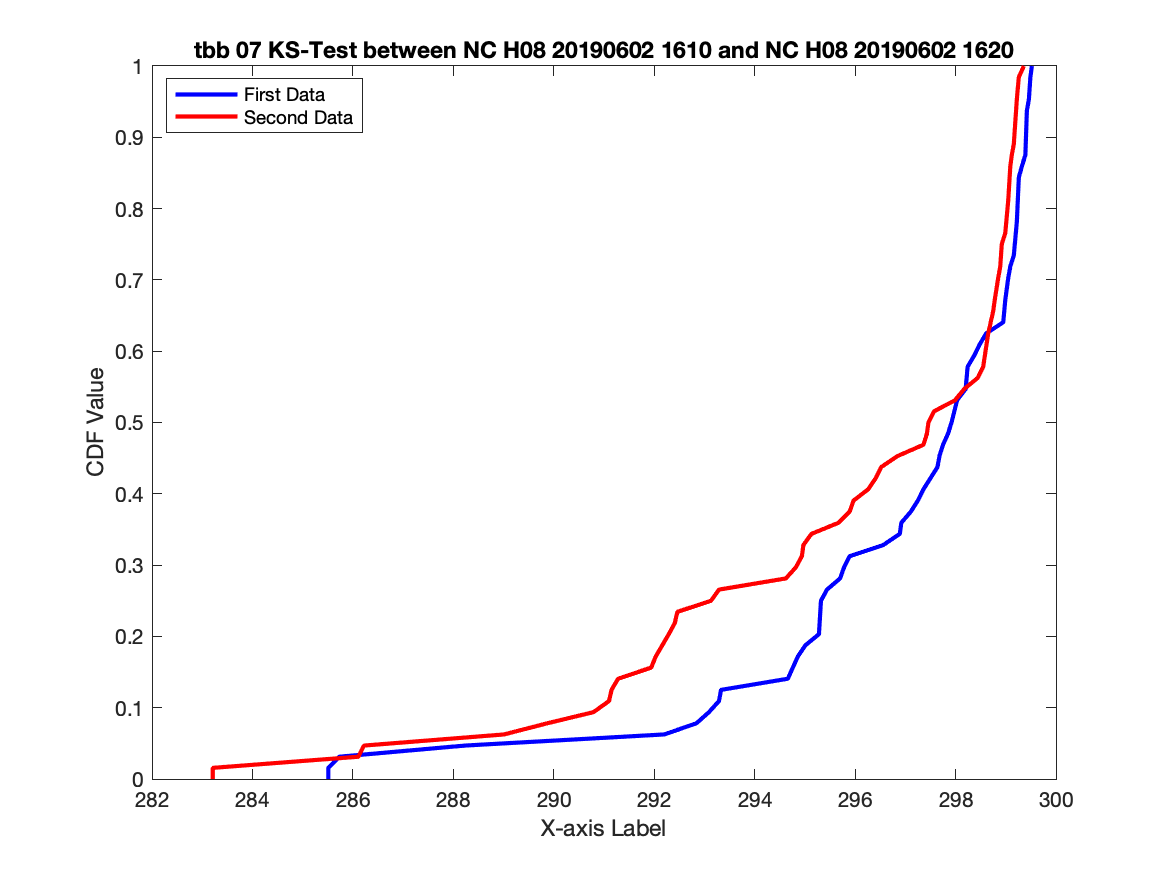 tbb 07 KS-Test between NC H08 20190602 1610 and NC H08 20190602 1620
First Data
Second Data
1
0.9
0.8
0.7
0.6
0.5
0.4
0.3
0.2
0.1
0
CDF Value
282 284 286 288 290 292 294 296 298 300
X-axis Label